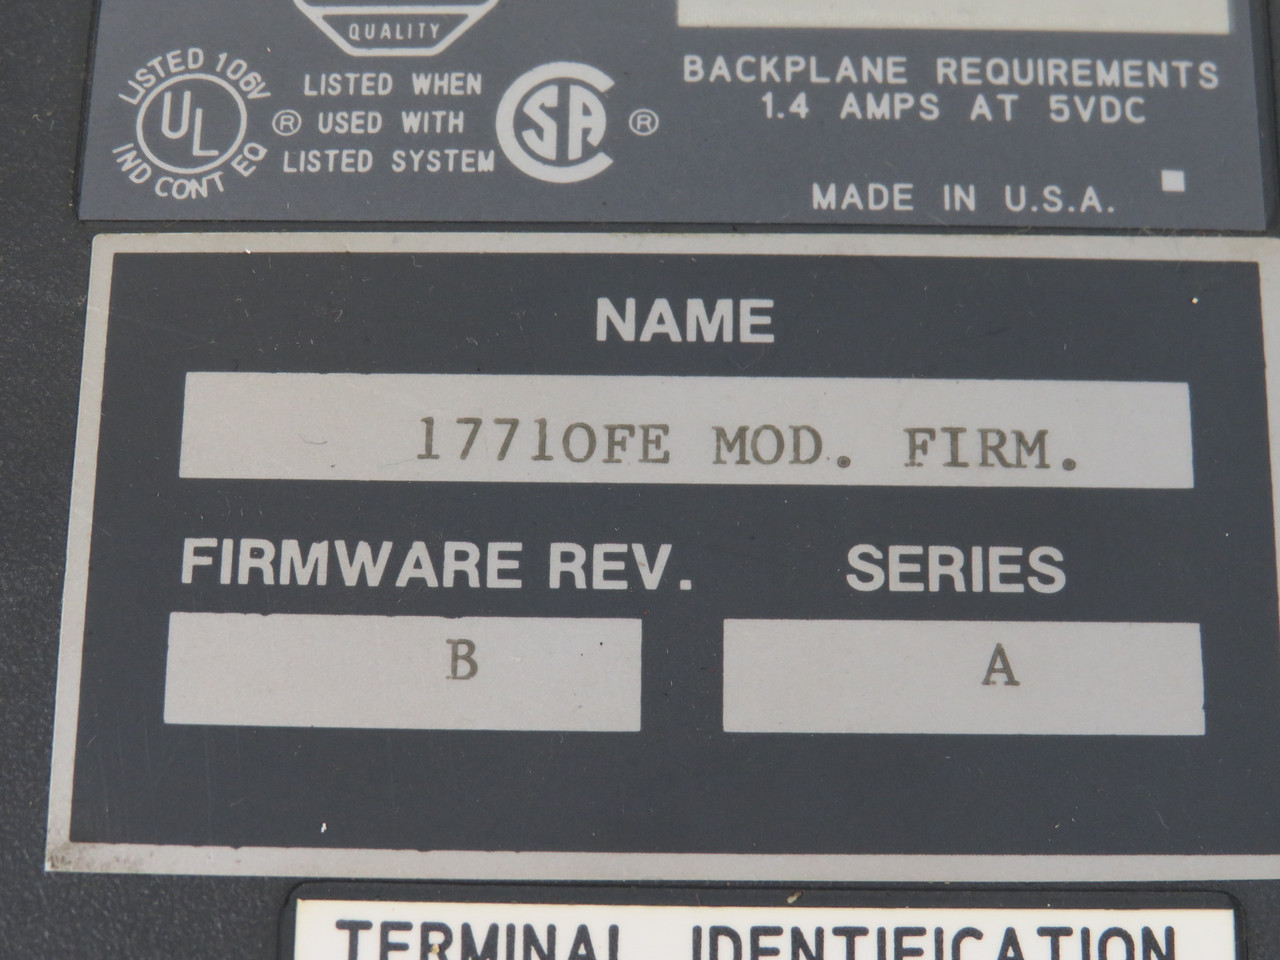 QUALITY
LISTED 106V
UL
IND CONT EQ
LISTED WHEN
® USED WITH
LISTED SYSTEM
SA ®
BACKPLANE REQUIREMENTS
1.4 AMPS AT 5VDC
MADE IN U.S.A.
NAME
1771OFE MOD. FIRM.
FIRMWARE REV. SERIES
B A
TERMINAL IDENTIFICATION